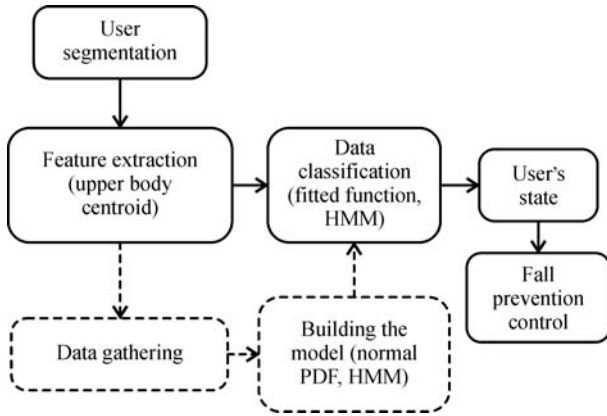 User
segmentation
Feature extraction
(upper body
centroid)
Data
classification
(fitted function,
HMM)
User's
state
Fall
prevention
control
Data gathering
Building the
model (normal
PDF, HMM)